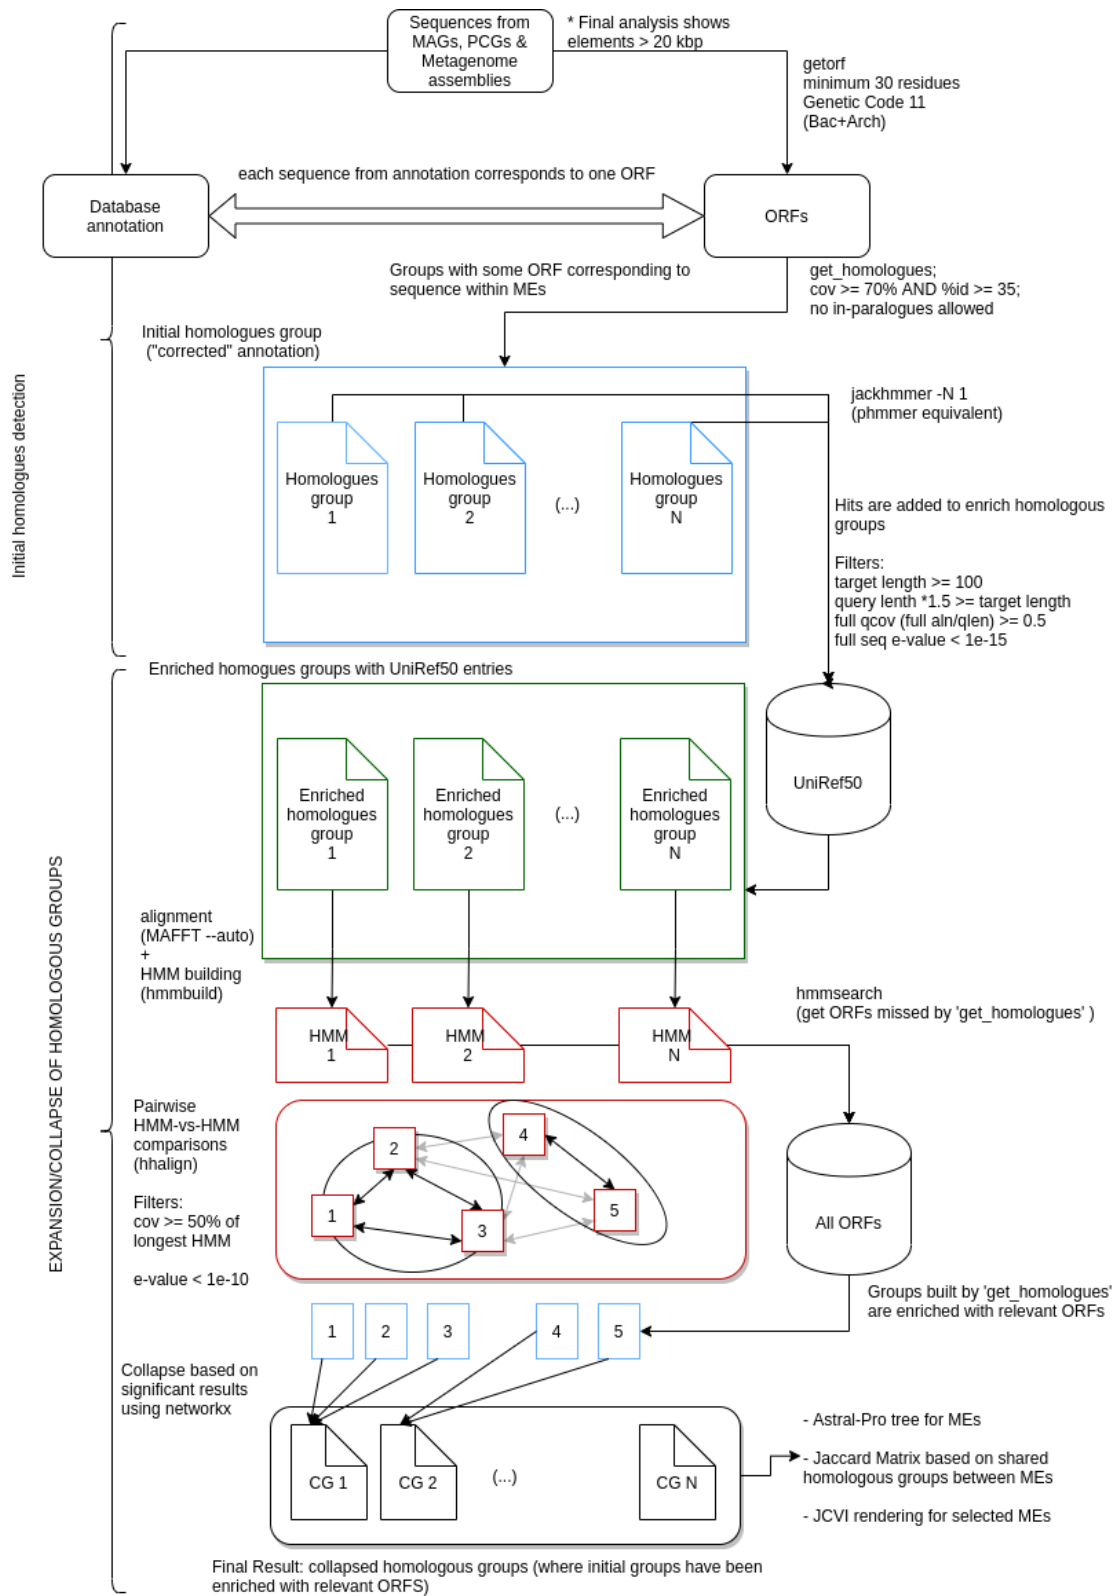 Sequences from
MAGs, PCGs &
Metagenome
assemblies
* Final analysis shows
elements > 20 kbp
getorf
minimum 30 residues
Genetic Code 11
(Bac+Arch)
each sequence from annotation corresponds to one ORF
Database
annotation
ORFs
Groups with some ORF corresponding to
sequence within MEs
get_homologues;
cov >= 70% AND %id >= 35;
no in-paralogues allowed
Initial homologues group
("corrected" annotation)
Initial homologues detection
jackhmmer -N 1
(phmmer equivalent)
Homologues
group
1
Homologues
group
2
(...)
Homologues
group
N
Hits are added to enrich homologous
groups
Filters:
target length >= 100
query lenth *1.5 >= target length
full qcov (full aln/qlen) >= 0.5
full seq e-value < 1e-15
Enriched homogues groups with UniRef50 entries
Enriched
homologues
group
1
Enriched
homologues
group
2
(...)
Enriched
homologues
group
N
UniRef50
EXPANSION/COLLAPSE OF HOMOLOGOUS GROUPS
alignment
(MAFFT --auto)
+
HMM building
(hmmbuild)
hmmsearch
(get ORFs missed by 'get_homologues' )
HMM
1
HMM
2
HMM
N
Pairwise
HMM-vs-HMM
comparisons
(hhalign)
Filters:
cov >= 50% of
longest HMM
e-value < 1e-10
1
2
3
4
5
All ORFs
Groups built by 'get_homologues'
are enriched with relevant ORFs
1
2
3
4
5
Collapse based on
significant results
using networkx
CG 1
CG 2
(...)
CG N
- Astral-Pro tree for MEs
- Jaccard Matrix based on shared
homologous groups between MEs
- JCVI rendering for selected MEs
Final Result: collapsed homologous groups (where initial groups have been
enriched with relevant ORFS)